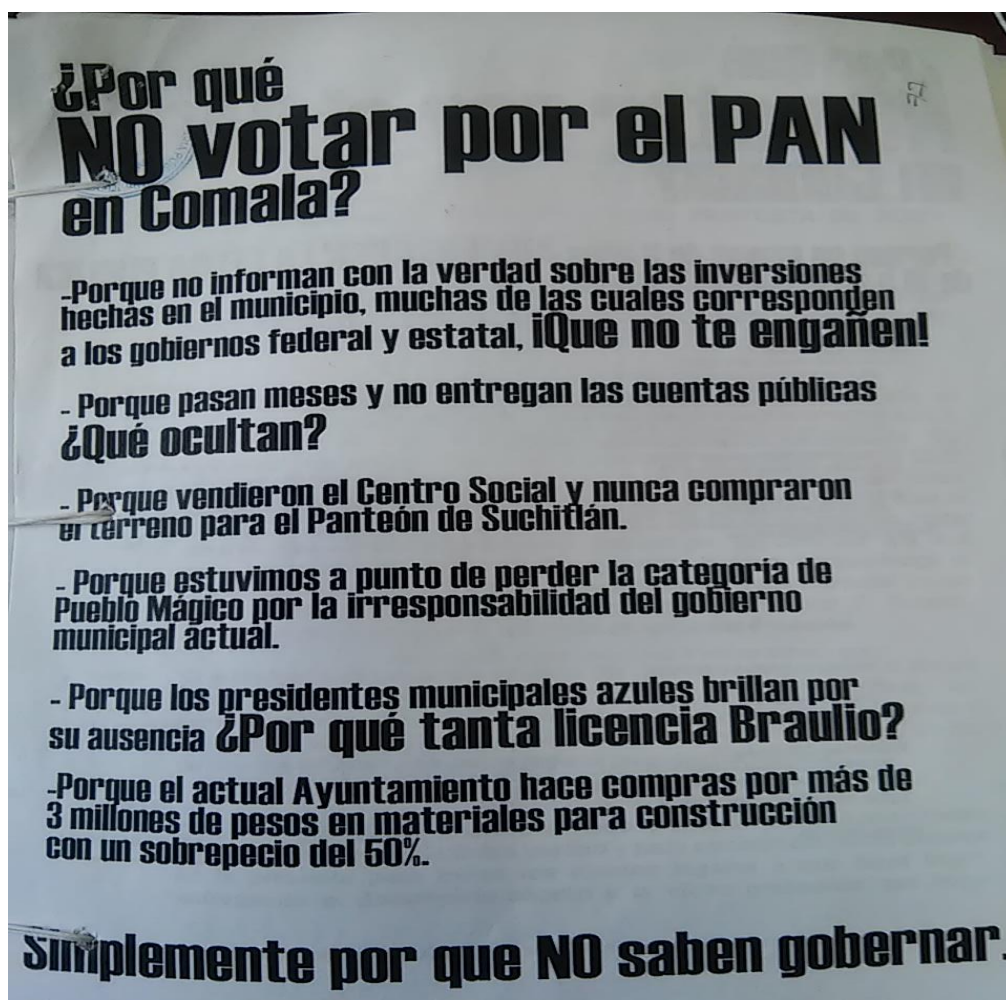 ¿Por qué
NO votar por el PAN
en Comala?
-Porque no informan con la verdad sobre las inversiones
hechas en el municipio, muchas de las cuales corresponden
a los gobiernos federal y estatal, ¡Que no te engañen!
- Porque pasan meses y no entregan las cuentas públicas
¿Qué ocultan?
- Porque vendieron el Centro Social y nunca compraron
el terreno para el Panteón de Suchitlán.
- Porque estuvimos a punto de perder la categoría de
Pueblo Mágico por la irresponsabilidad del gobierno
municipal actual.
- Porque los presidentes municipales azules brillan por
su ausencia ¿Por qué tanta licencia Braulio?
-Porque el actual Ayuntamiento hace compras por más de
3 millones de pesos en materiales para construcción
con un sobrepecio del 50%.
Simplemente por que NO saben gobernar.